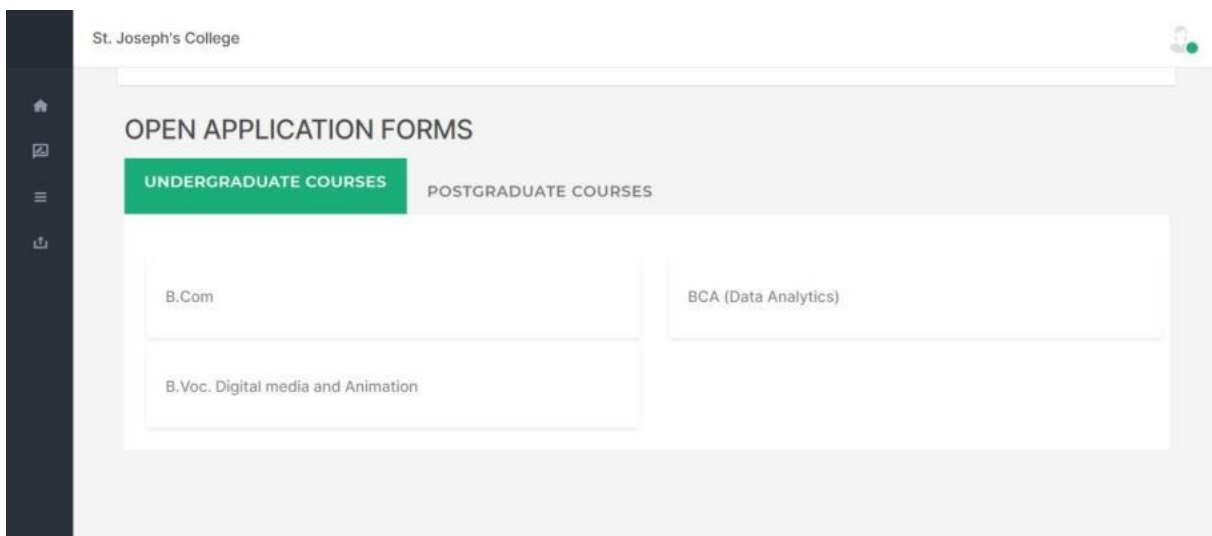 St. Joseph's College
OPEN APPLICATION FORMS
UNDERGRADUATE COURSES
POSTGRADUATE COURSES
B.Com
BCA (Data Analytics)
B.Voc. Digital media and Animation